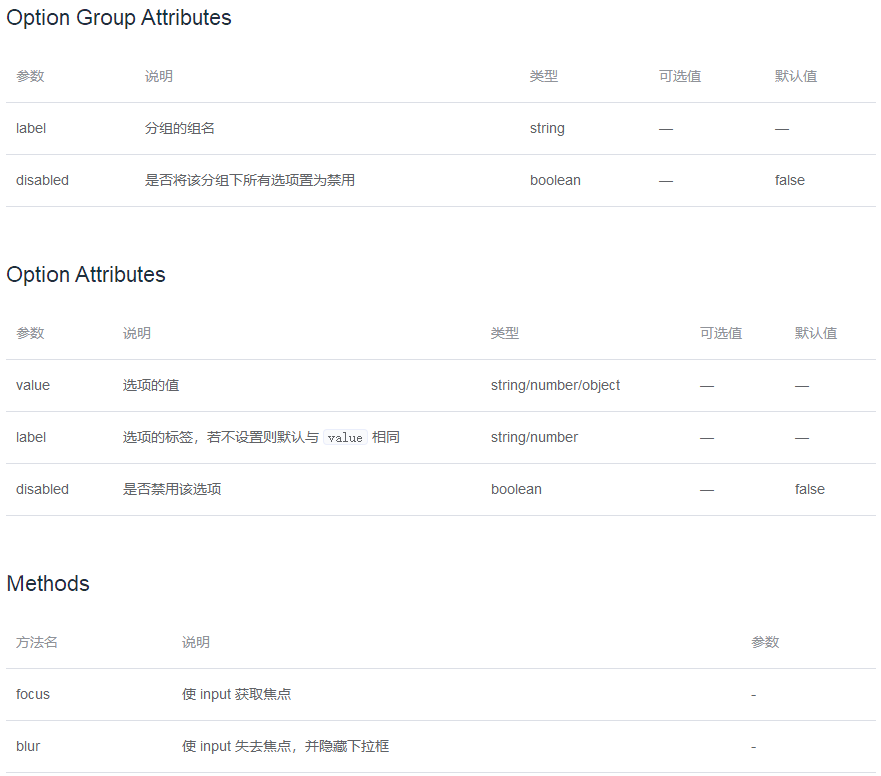 Option Group Attributes
参数 说明 类型 可选值 默认值
label 分组的组名 string — —
disabled 是否将该分组下所有选项置为禁用 boolean — false
Option Attributes
参数 说明 类型 可选值 默认值
value 选项的值 string/number/object — —
label 选项的标签，若不设置则默认与 value 相同 string/number — —
disabled 是否禁用该选项 boolean — false
Methods
方法名 说明 参数
focus 使 input 获取焦点 -
blur 使 input 失去焦点，并隐藏下拉框 -